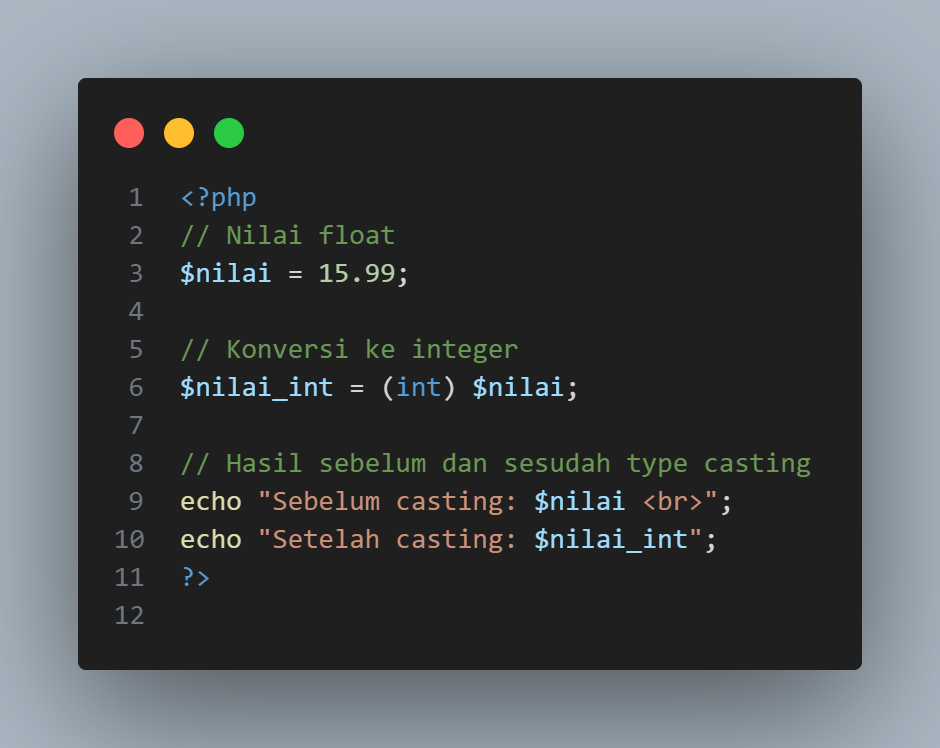 1 <?php
2 // Nilai float
3 $nilai = 15.99;
4
5 // Konversi ke integer
6 $nilai_int = (int) $nilai;
7
8 // Hasil sebelum dan sesudah type casting
9 echo "Sebelum casting: $nilai <br>";
10 echo "Setelah casting: $nilai_int";
11 ?>
12